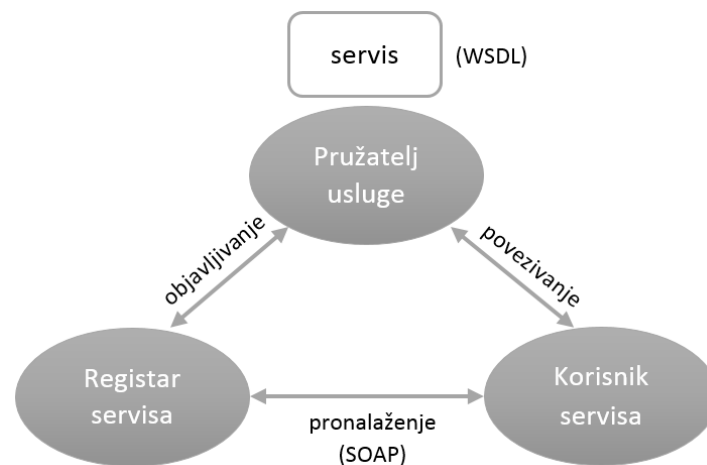 servis
(WSDL)
Pružatelj
usluge
objavljivanje
povezivanje
Registar
servisa
Korisnik
servisa
pronalaženje
(SOAP)